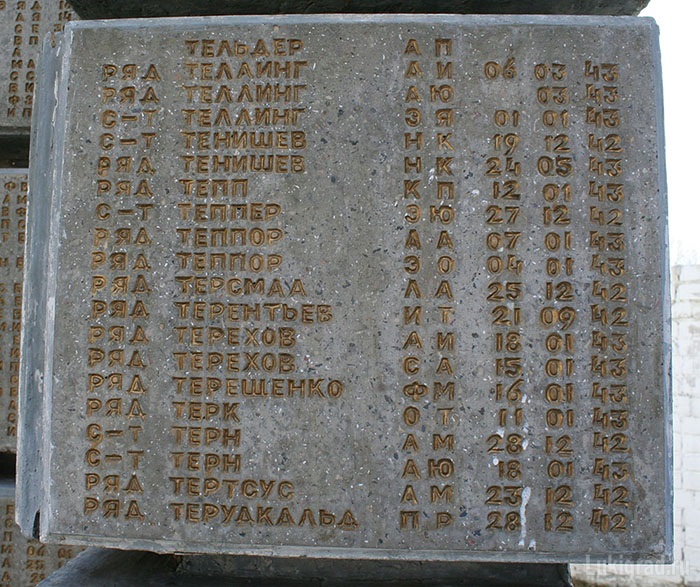 ТЕЛЬДЕР А П
РЯД ТЕЛЛИНГ А И 06 03 43
РЯД ТЕЛЛИНГ А Ю 03 43
С-Т ТЕЛЛИНГ Э Я 01 01 43
С-Т ТЕНИШЕВ Н К 19 12 42
РЯД ТЕНИШЕВ Н К 24 05 43
РЯД ТЕПП К П 12 01 43
С-Т ТЕППЕР Э Ю 27 12 42
РЯД ТЕППОР А А 07 01 43
РЯД ТЕППОР Э О 04 01 43
РЯД ТЕРСМАА Л А 25 12 42
РЯД ТЕРЕНТЬЕВ И Т 21 09 42
РЯД ТЕРЕХОВ А И 18 01 43
РЯД ТЕРЕХОВ С А 15 01 43
РЯД ТЕРЕЩЕНКО Ф М 16 01 43
РЯД ТЕРК О Т 11 01 43
С-Т ТЕРН А М 28 12 42
С-Т ТЕРН А Ю 18 01 43
РЯД ТЕРТСУС А М 23 12 42
РЯД ТЕРУДКАЛЬД П Р 28 12 42